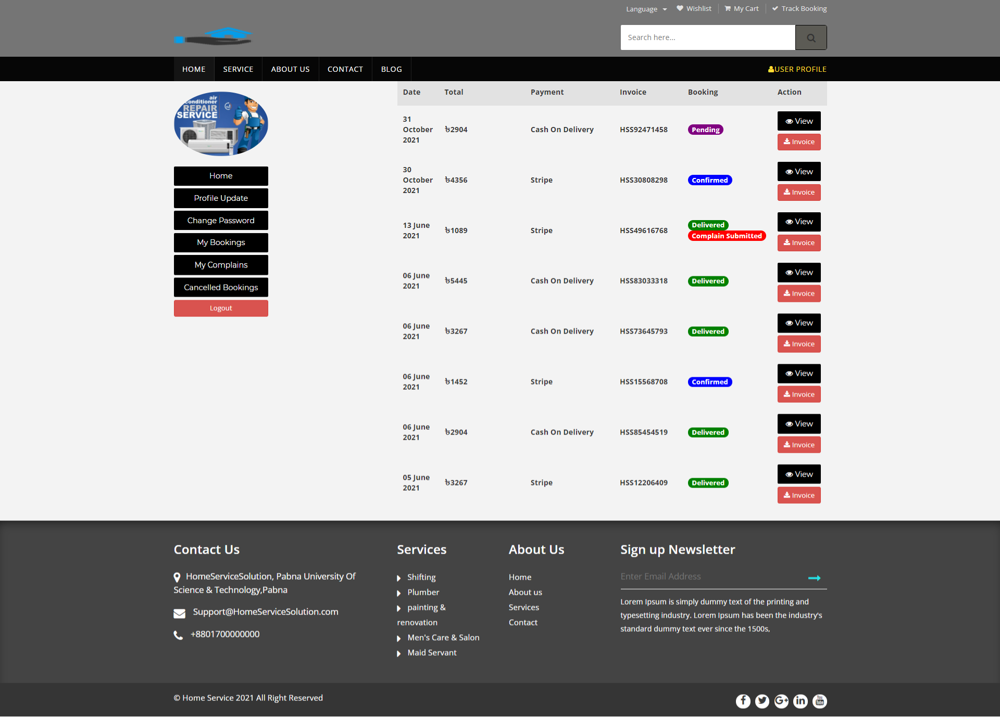 Language Wishlist My Cart Track Booking
Search here...
HOME SERVICE ABOUT US CONTACT BLOG USER PROFILE
air
conditioner
REPAIR
SERVICE
Home
Profile Update
Change Password
My Bookings
My Complains
Cancelled Bookings
Logout
Date Total Payment Invoice Booking Action
31 October 2021 ৳2904 Cash On Delivery HSS92471458 Pending View Invoice
30 October 2021 ৳4356 Stripe HSS30808298 Confirmed View Invoice
13 June 2021 ৳1089 Stripe HSS49616768 Delivered Complain Submitted View Invoice
06 June 2021 ৳5445 Cash On Delivery HSS83033318 Delivered View Invoice
06 June 2021 ৳3267 Cash On Delivery HSS73645793 Delivered View Invoice
06 June 2021 ৳1452 Stripe HSS15568708 Confirmed View Invoice
06 June 2021 ৳2904 Cash On Delivery HSS85454519 Delivered View Invoice
05 June 2021 ৳3267 Stripe HSS12206409 Delivered View Invoice
Contact Us
HomeServiceSolution, Pabna University Of
Science & Technology,Pabna
Support@HomeServiceSolution.com
+8801700000000
Services
Shifting
Plumber
painting &
renovation
Men's Care & Salon
Maid Servant
About Us
Home
About us
Services
Contact
Sign up Newsletter
Enter Email Address
Lorem Ipsum is simply dummy text of the printing and
typesetting industry. Lorem Ipsum has been the industry's
standard dummy text ever since the 1500s,
© Home Service 2021 All Right Reserved
You
Tube